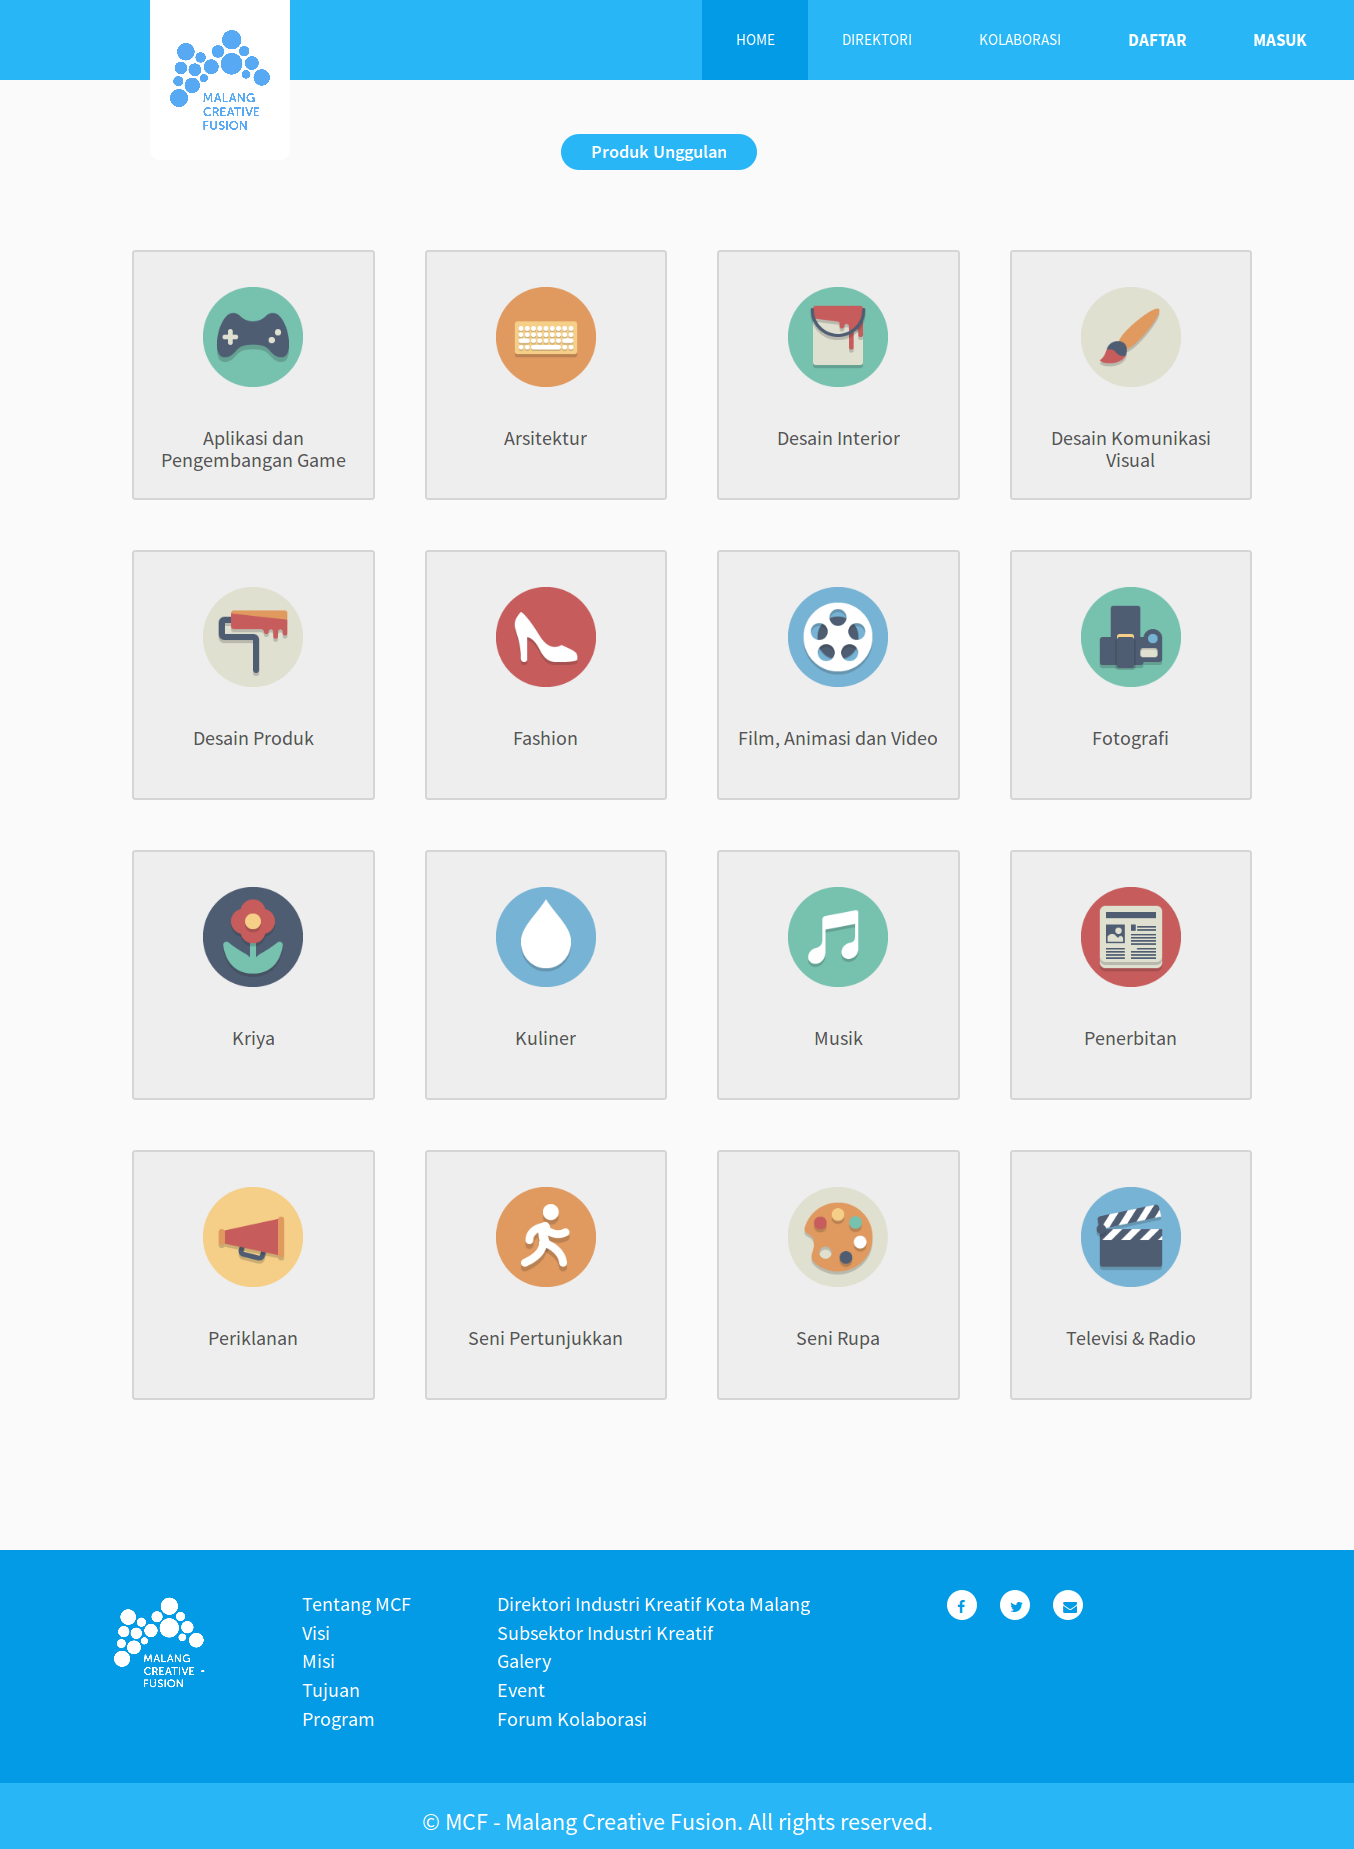 HOME
DIREKTORI
KOLABORASI
DAFTAR
MASUK
MALANG
CREATIVE
FUSION
Produk Unggulan
Aplikasi dan
Pengembangan Game
Arsitektur
Desain Interior
Desain Komunikasi
Visual
Desain Produk
Fashion
Film, Animasi dan Video
Fotografi
Kriya
Kuliner
Musik
Penerbitan
Periklanan
Seni Pertunjukkan
Seni Rupa
Televisi & Radio
MALANG
CREATIVE -
FUSION
Tentang MCF
Visi
Misi
Tujuan
Program
Direktori Industri Kreatif Kota Malang
Subsektor Industri Kreatif
Galery
Event
Forum Kolaborasi
© MCF - Malang Creative Fusion. All rights reserved.